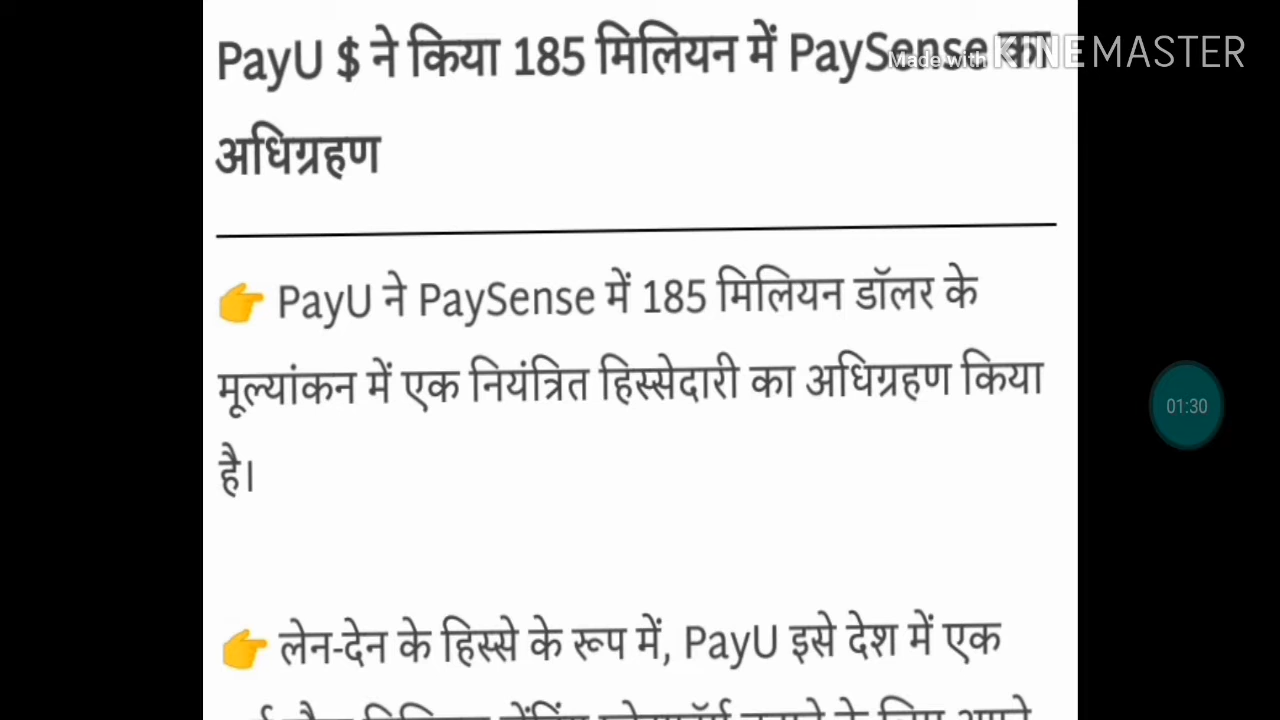 PayU $ ने किया 185 मिलियन में PaySense का
Made with KINEMASTER
अधिग्रहण
👉 PayU ने PaySense में 185 मिलियन डॉलर के
मूल्यांकन में एक नियंत्रित हिस्सेदारी का अधिग्रहण किया
है।
01:30
👉 लेन-देन के हिस्से के रूप में, PayU इसे देश में एक